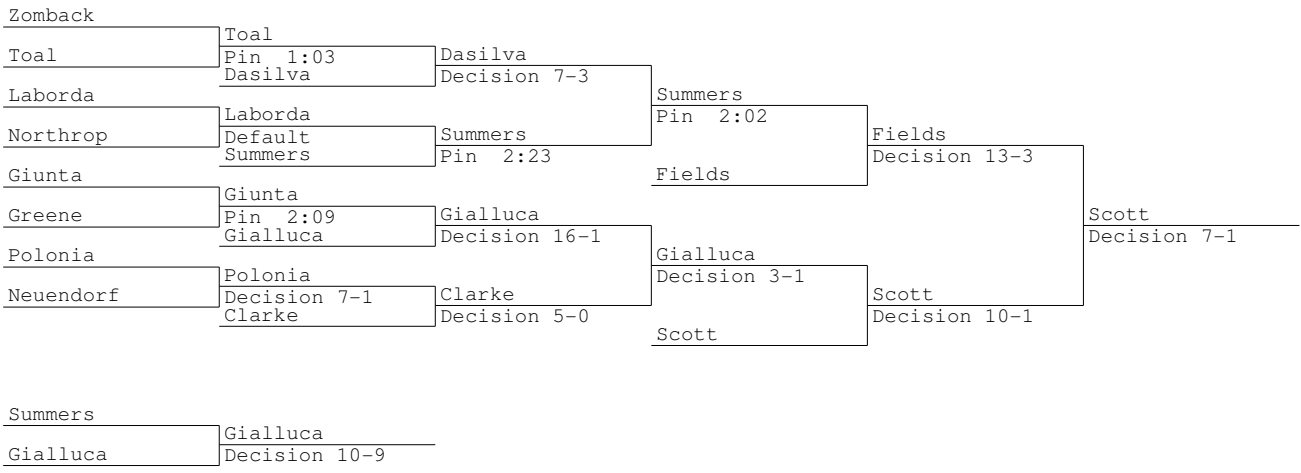 Zomback
Toal
Toal
Pin 1:03
Dasilva
Dasilva
Decision 7-3
Laborda
Northrop
Laborda
Default
Summers
Summers
Pin 2:23
Summers
Pin 2:02
Fields
Fields
Decision 13-3
Giunta
Greene
Giunta
Pin 2:09
Gialluca
Gialluca
Decision 16-1
Polonia
Neuendorf
Polonia
Decision 7-1
Clarke
Clarke
Decision 5-0
Gialluca
Decision 3-1
Scott
Scott
Decision 10-1
Scott
Decision 7-1
Summers
Gialluca
Gialluca
Decision 10-9